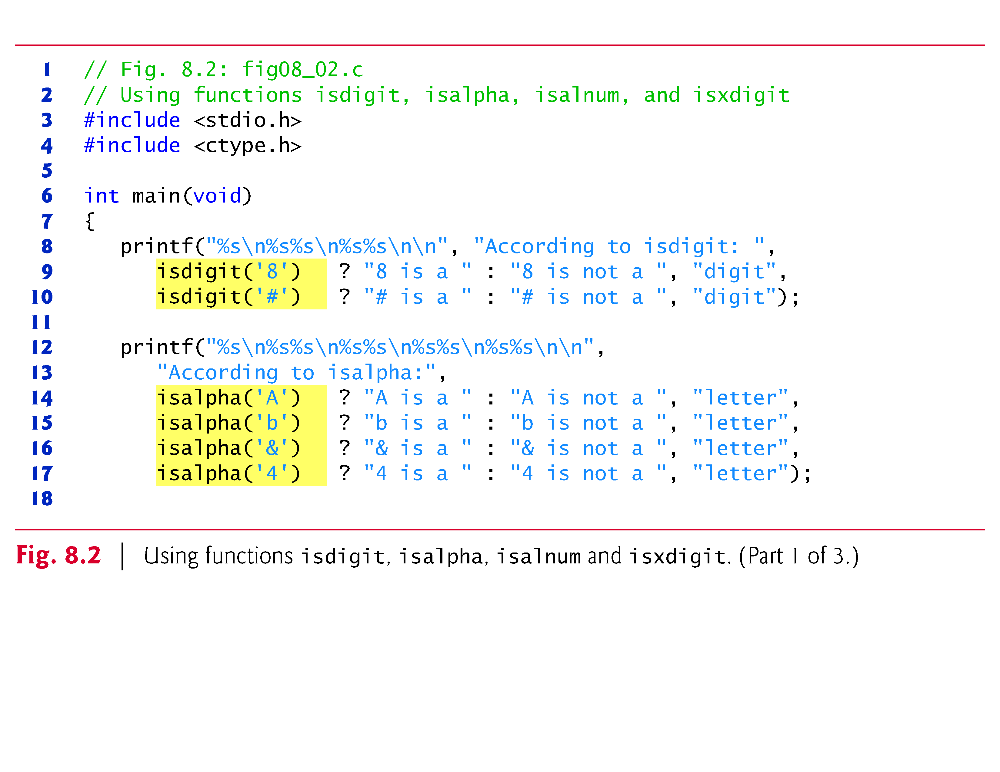 1 // Fig. 8.2: fig08_02.c
2 // Using functions isdigit, isalpha, isalnum, and isxdigit
3 #include <stdio.h>
4 #include <ctype.h>
5
6 int main(void)
7 {
8    printf("%s\n%s%s\n%s%s\n\n", "According to isdigit: ",
9       isdigit('8')   ? "8 is a " : "8 is not a ", "digit",
10       isdigit('#')   ? "# is a " : "# is not a ", "digit");
11
12    printf("%s\n%s%s\n%s%s\n%s%s\n%s%s\n\n",
13       "According to isalpha:",
14       isalpha('A')   ? "A is a " : "A is not a ", "letter",
15       isalpha('b')   ? "b is a " : "b is not a ", "letter",
16       isalpha('&')   ? "& is a " : "& is not a ", "letter",
17       isalpha('4')   ? "4 is a " : "4 is not a ", "letter");
18
Fig. 8.2 | Using functions isdigit, isalpha, isalnum and isxdigit. (Part 1 of 3.)